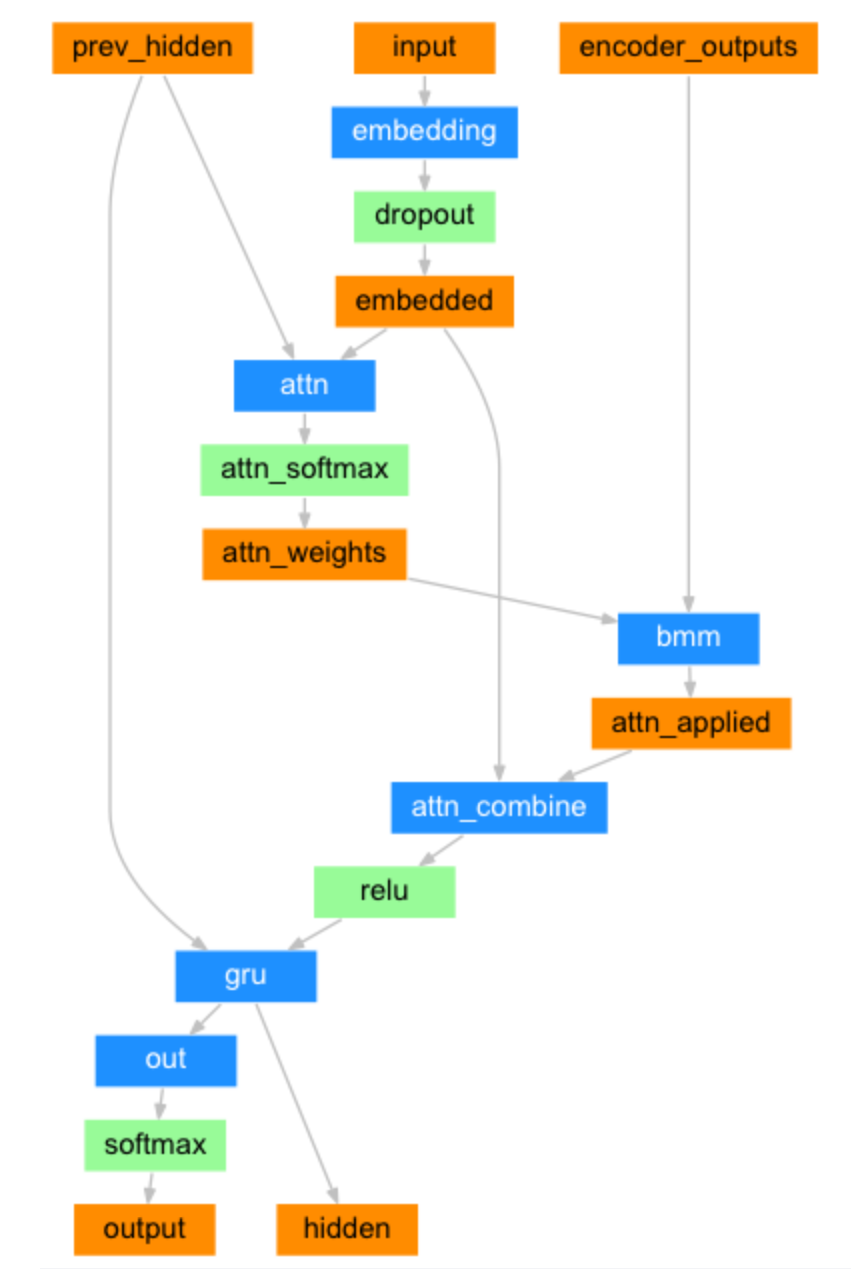 prev_hidden
input
encoder_outputs
embedding
dropout
embedded
attn
attn_softmax
attn_weights
bmm
attn_applied
attn_combine
relu
gru
out
softmax
output
hidden